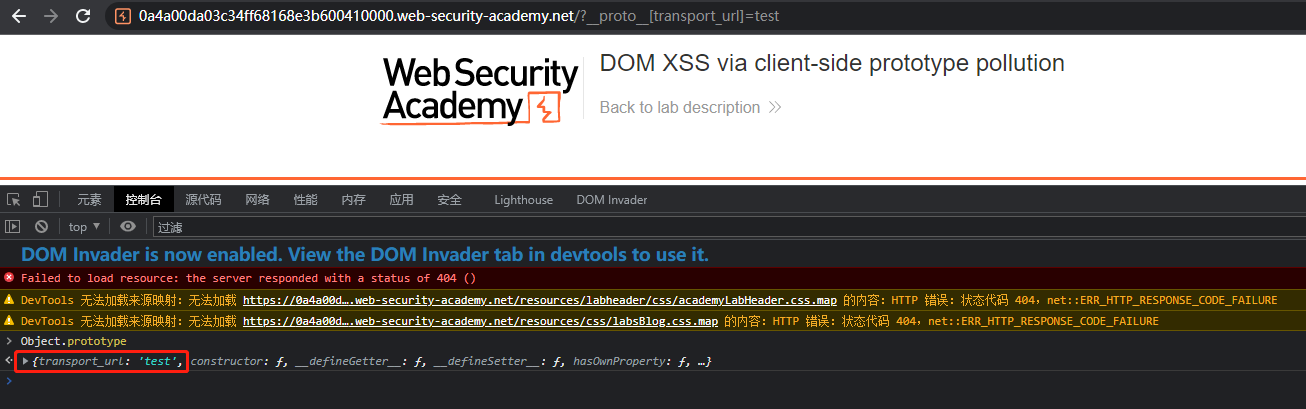 0a4a00da03c34ff68168e3b600410000.web-security-academy.net/?__proto__[transport_url]=test
Web Security
Academy
DOM XSS via client-side prototype pollution
Back to lab description
元素 控制台 源代码 网络 性能 内存 应用 安全 Lighthouse DOM Invader
top 过滤
DOM Invader is now enabled. View the DOM Invader tab in devtools to use it.
Failed to load resource: the server responded with a status of 404 ()
DevTools 无法加载来源映射：无法加载 https://0a4a00d….web-security-academy.net/resources/labheader/css/academyLabHeader.css.map 的内容：HTTP 错误：状态代码 404，net::ERR_HTTP_RESPONSE_CODE_FAILURE
DevTools 无法加载来源映射：无法加载 https://0a4a00d….web-security-academy.net/resources/css/labsBlog.css.map 的内容：HTTP 错误：状态代码 404，net::ERR_HTTP_RESPONSE_CODE_FAILURE
Object.prototype
{transport_url: 'test', constructor: ƒ, __defineGetter__: ƒ, __defineSetter__: ƒ, hasOwnProperty: ƒ, …}